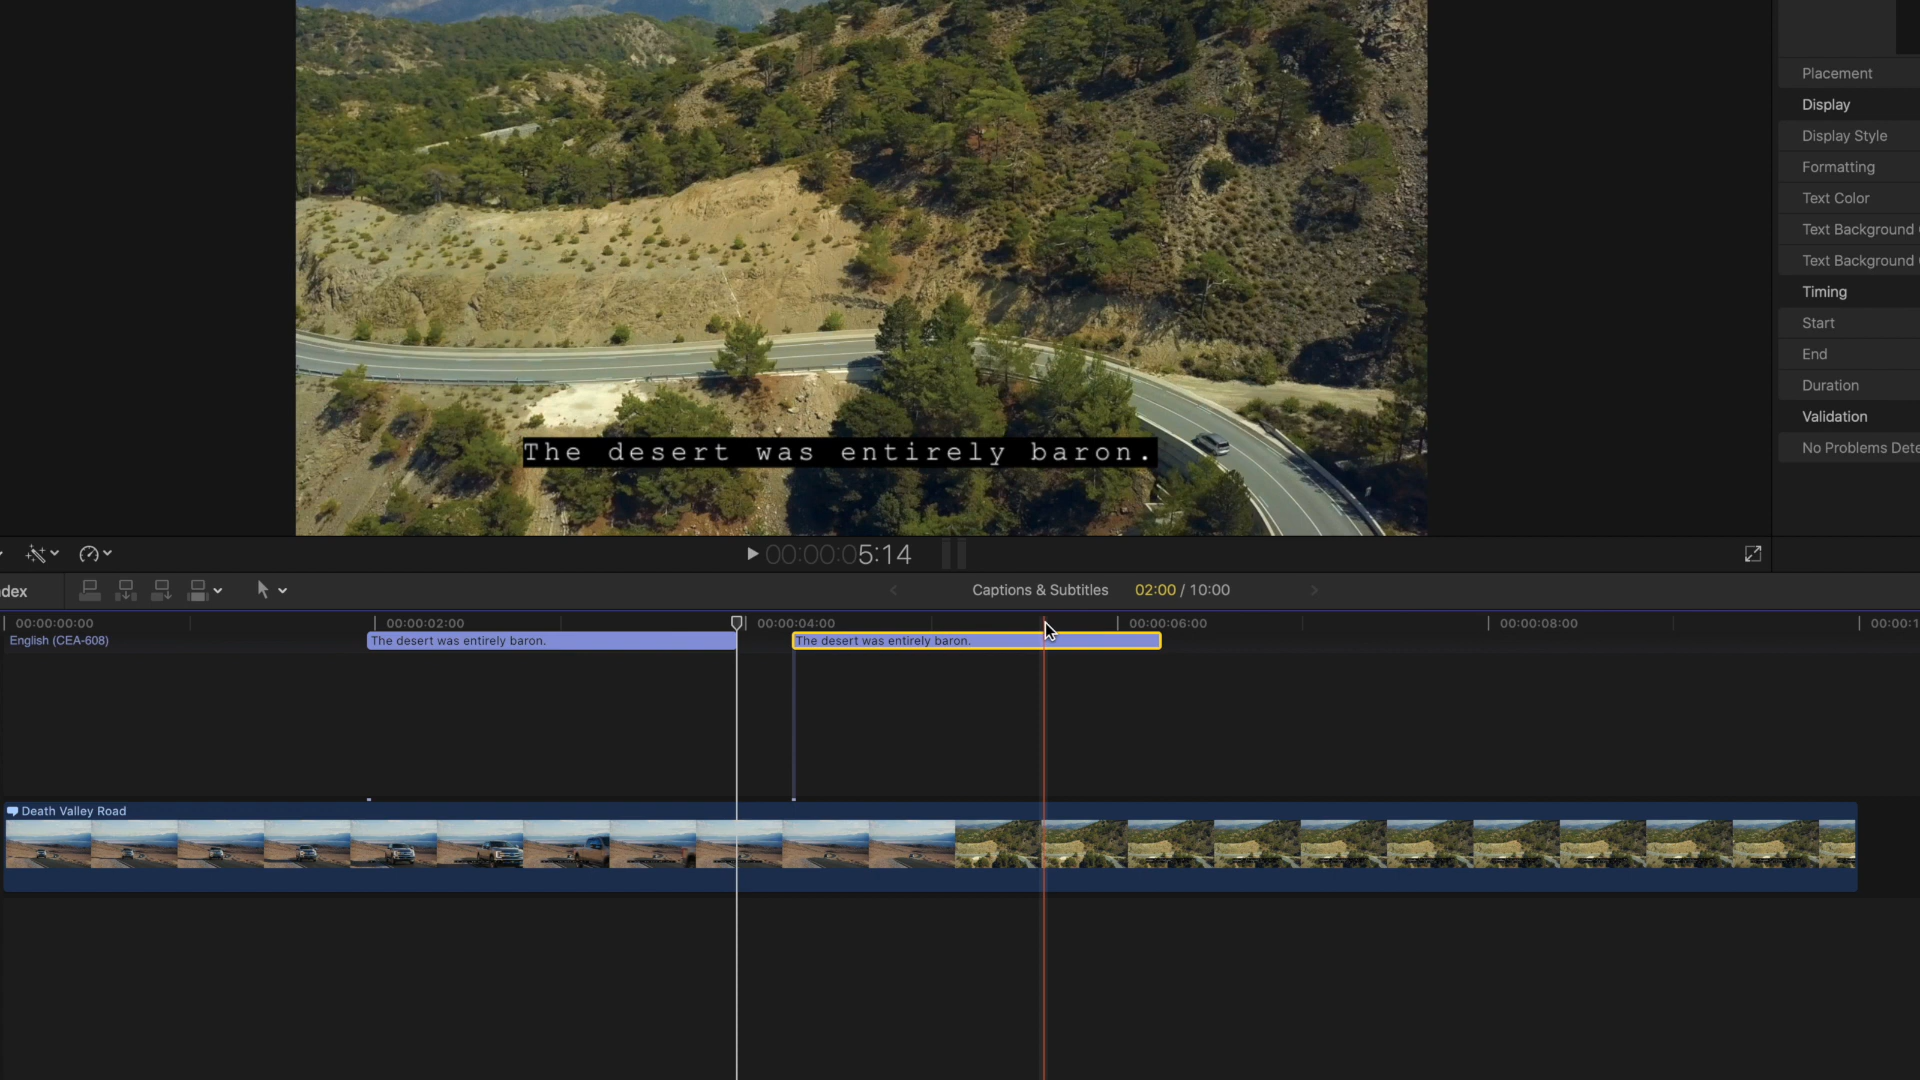 Placement
Display
Display Style
Formatting
Text Color
Text Background
Text Background
Timing
Start
End
Duration
Validation
No Problems Dete
The desert was entirely baron.
00:00:05:14
dex
Captions & Subtitles 02:00 / 10:00
00:00:00:00 00:00:02:00 00:00:04:00 00:00:06:00 00:00:08:00 00:00:1
English (CEA-608) The desert was entirely baron. The desert was entirely baron.
Death Valley Road